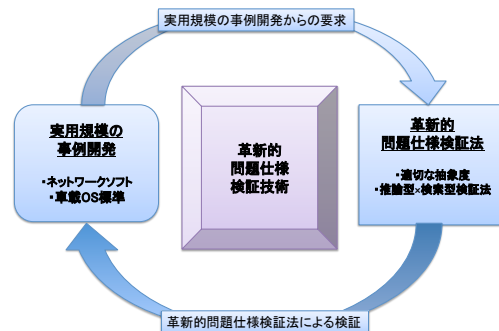 実用規模の事例開発からの要求
実用規模の
事例開発
・ネットワークソフト
・車載OS標準
革新的
問題仕様
検証技術
革新的
問題仕様検証法
・適切な抽象度
・推論型×検索型検証法
革新的問題仕様検証法による検証